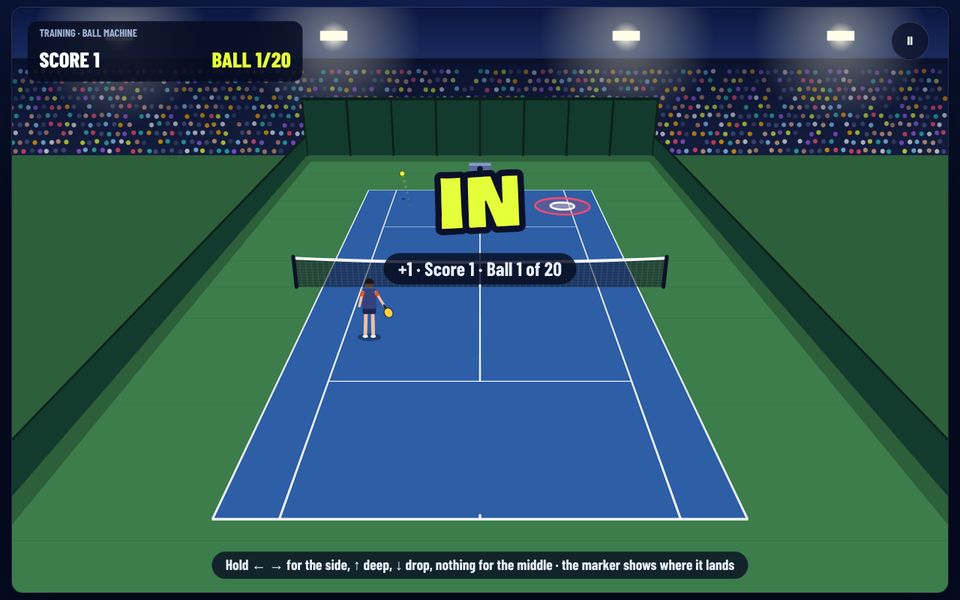 TRAINING · BALL MACHINE
SCORE 1 BALL 1/20
IN
+1 · Score 1 · Ball 1 of 20
Hold ← → for the side, ↑ deep, ↓ drop, nothing for the middle · the marker shows where it lands